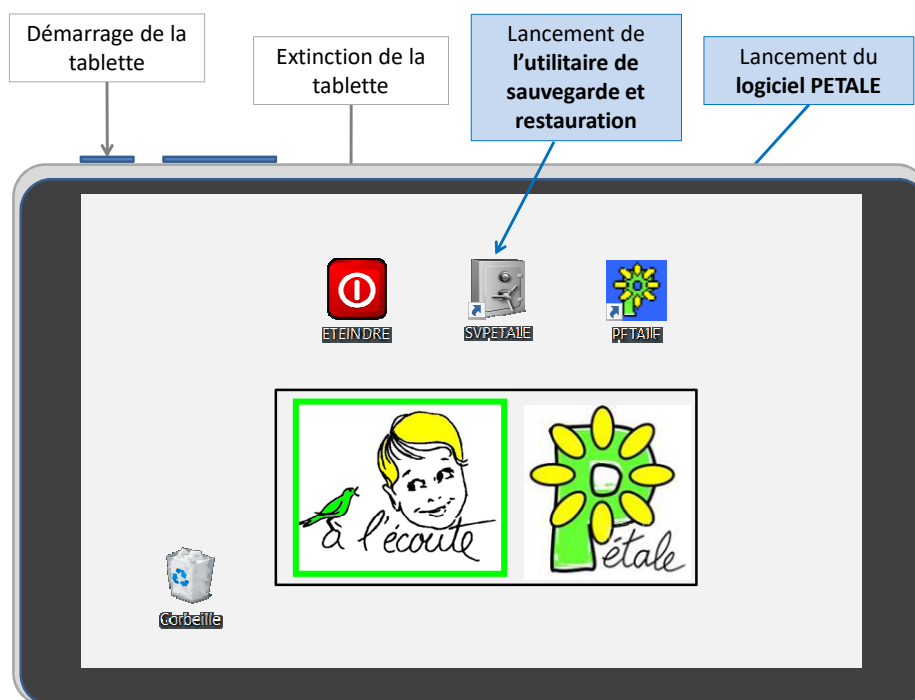 Démarrage de la
tablette
Extinction de la
tablette
Lancement de
l'utilitaire de
sauvegarde et
restauration
Lancement du
logiciel PETALE
ETEINDRE
SVPETALE
PETALE
à l'écoute
Pétale
Corbeille